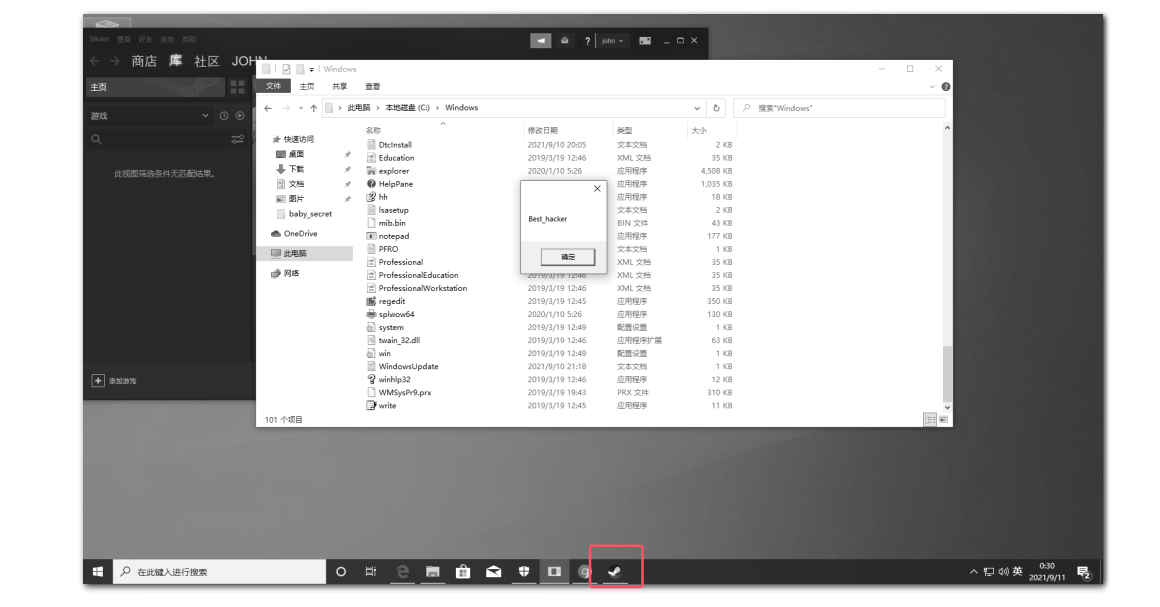 Steam 查看 好友 游戏 帮助
john
商店 库 社区 JOHN
Windows
主页
文件 主页 共享 查看
游戏
此电脑 › 本地磁盘 (C:) › Windows
搜索"Windows"
名称 修改日期 类型 大小
快速访问
桌面
下载
文档
图片
baby_secret
OneDrive
此电脑
网络
此视图筛选条件无匹配结果。
DtcInstall 2021/9/10 20:05 文本文档 2 KB
Education 2019/3/19 12:46 XML 文档 35 KB
explorer 2020/1/10 5:26 应用程序 4,508 KB
HelpPane 应用程序 1,035 KB
hh 应用程序 18 KB
lsasetup 文本文档 2 KB
mib.bin BIN 文件 43 KB
notepad 应用程序 177 KB
PFRO 文本文档 1 KB
Professional XML 文档 35 KB
ProfessionalEducation 2019/3/19 12:46 XML 文档 35 KB
ProfessionalWorkstation 2019/3/19 12:46 XML 文档 35 KB
regedit 2019/3/19 12:45 应用程序 350 KB
splwow64 2020/1/10 5:26 应用程序 130 KB
system 2019/3/19 12:49 配置设置 1 KB
twain_32.dll 2019/3/19 12:46 应用程序扩展 63 KB
win 2019/3/19 12:49 配置设置 1 KB
WindowsUpdate 2021/9/10 21:18 文本文档 1 KB
winhlp32 2019/3/19 12:46 应用程序 12 KB
WMSysPr9.prx 2019/3/19 19:43 PRX 文件 310 KB
write 2019/3/19 12:45 应用程序 11 KB
Best_hacker
确定
添加游戏
101 个项目
在此键入进行搜索
英
0:30
2021/9/11